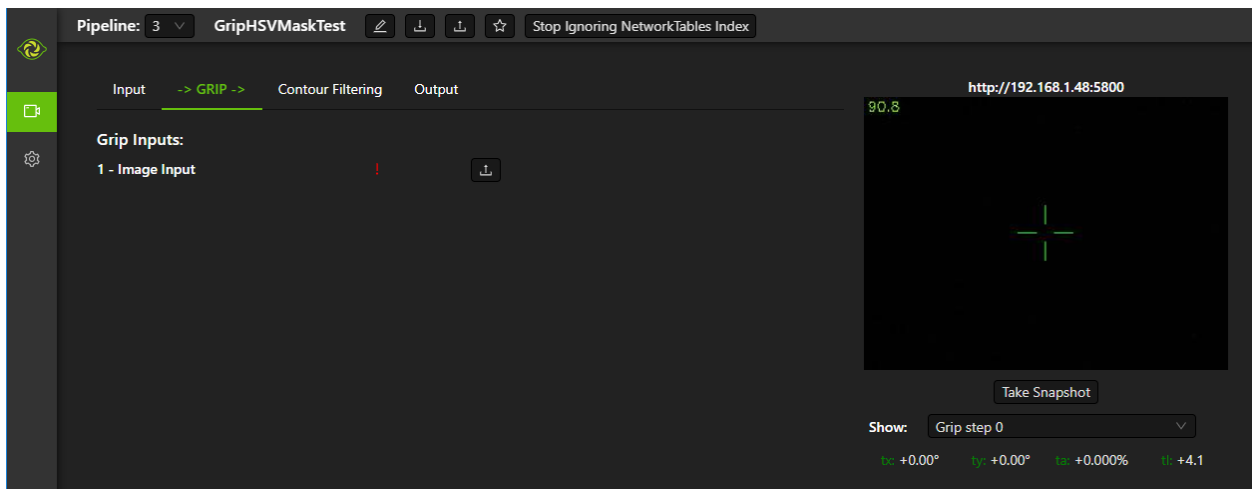 Pipeline: 3 GripHSVMaskTest Stop Ignoring NetworkTables Index
Input -> GRIP -> Contour Filtering Output
Grip Inputs:
1 - Image Input !
http://192.168.1.48:5800
90.8
Take Snapshot
Show: Grip step 0
tx: +0.00° ty: +0.00° ta: +0.000% tl: +4.1